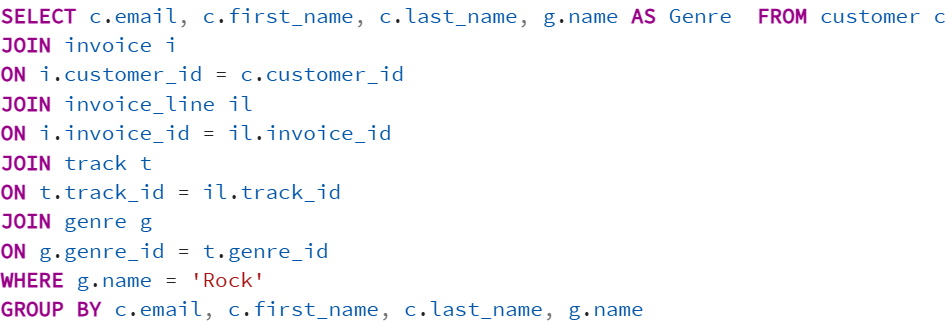 SELECT c.email, c.first_name, c.last_name, g.name AS Genre  FROM customer c
JOIN invoice i
ON i.customer_id = c.customer_id
JOIN invoice_line il
ON i.invoice_id = il.invoice_id
JOIN track t
ON t.track_id = il.track_id
JOIN genre g
ON g.genre_id = t.genre_id
WHERE g.name = 'Rock'
GROUP BY c.email, c.first_name, c.last_name, g.name